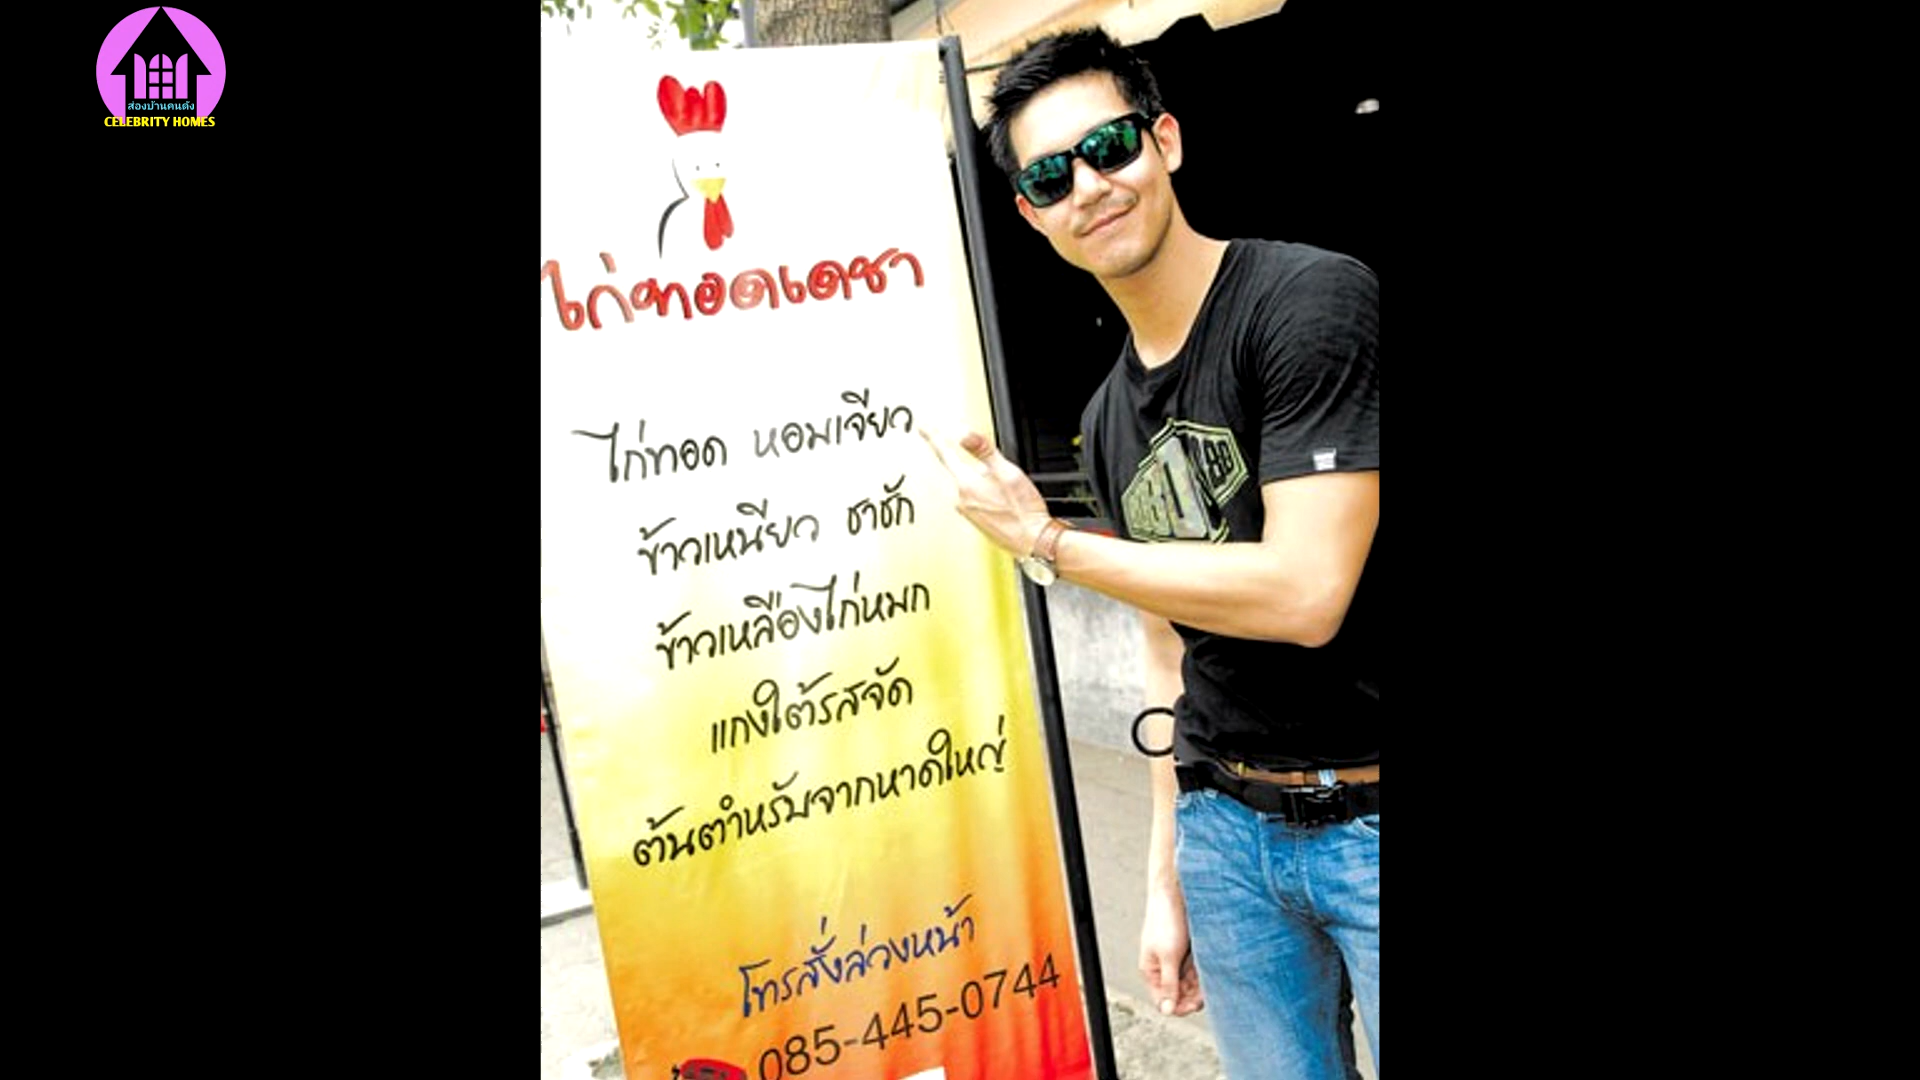 ส่องบ้านคนดัง
CELEBRITY HOMES
ไก่ทอดเดชา
ไก่ทอด หอมเจียว
ข้าวเหนียว ชาชัก
ข้าวเหลืองไก่หมก
แกงใต้รสจัด
ต้นตำหรับจากหาดใหญ่
โทรสั่งล่วงหน้า
085-445-0744